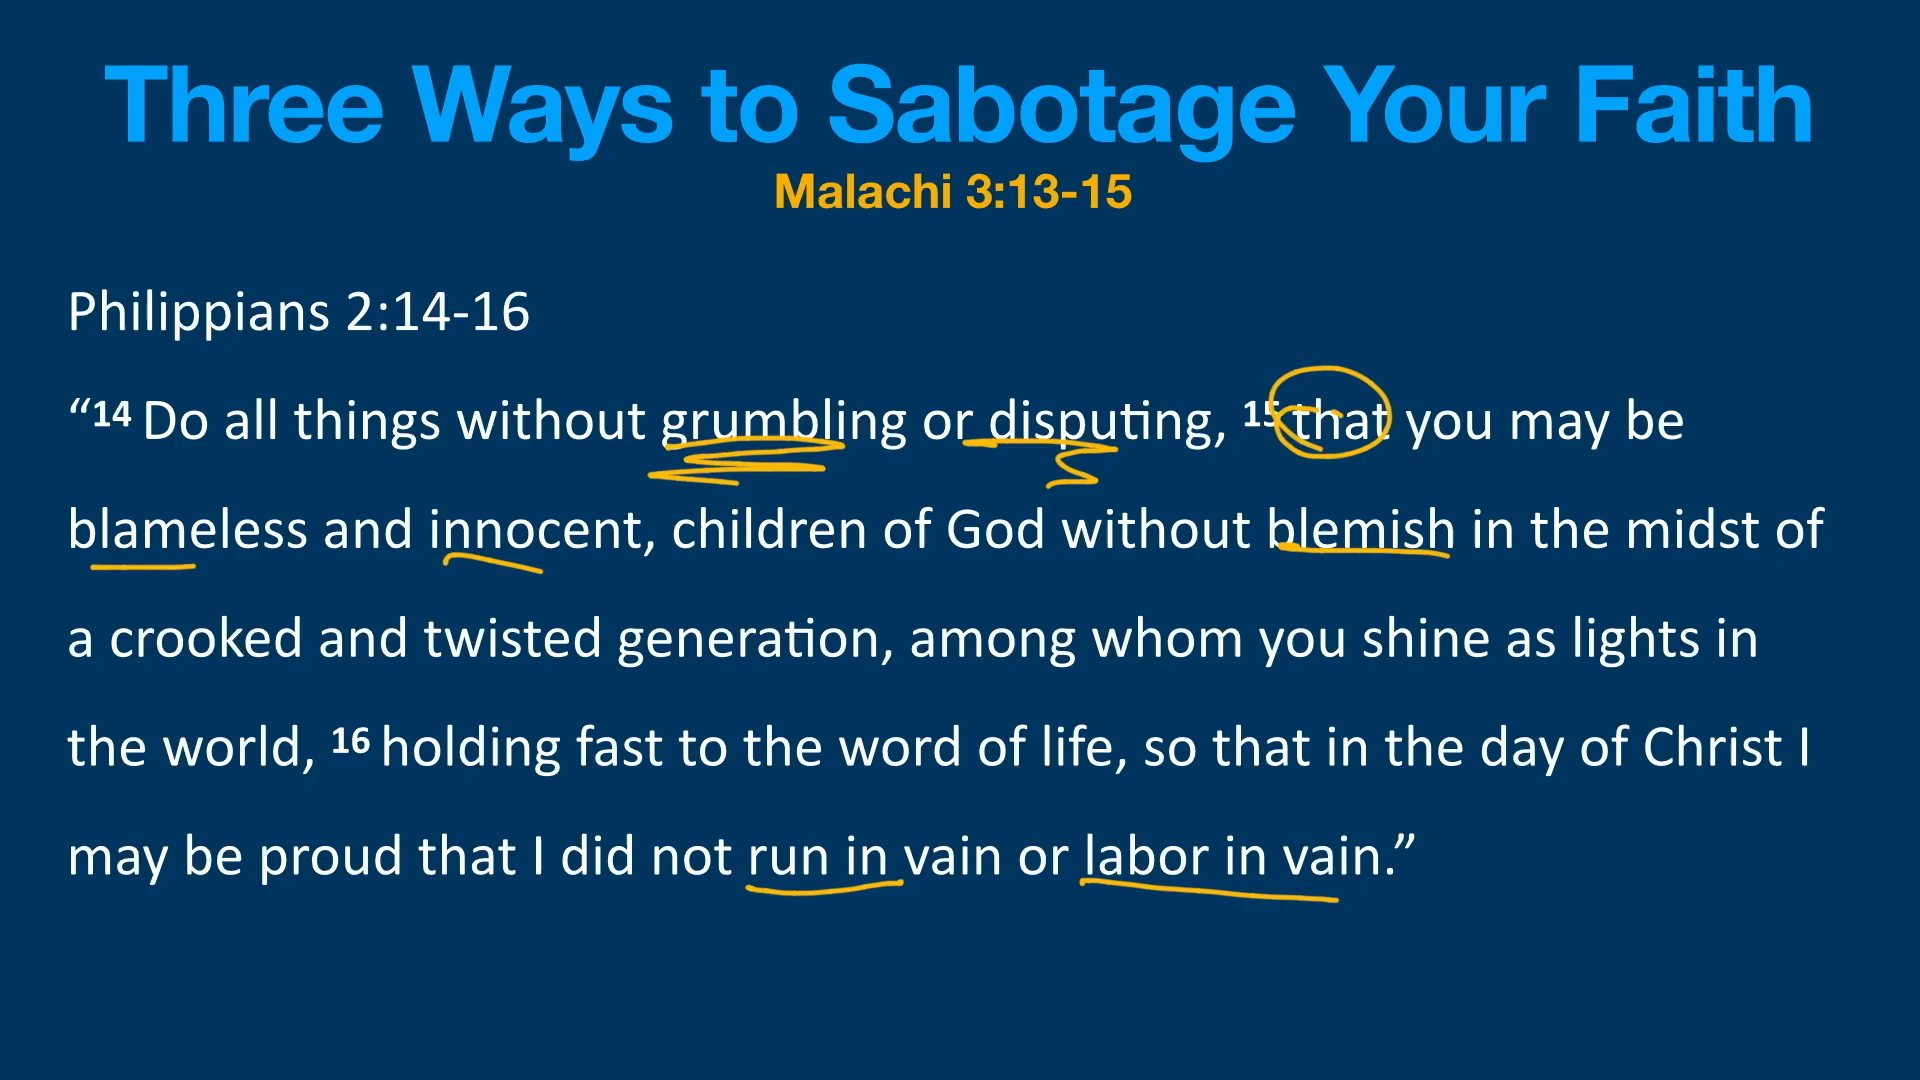 Three Ways to Sabotage Your Faith
Malachi 3:13-15
Philippians 2:14-16
“14 Do all things without grumbling or disputing, 15 that you may be
blameless and innocent, children of God without blemish in the midst of
a crooked and twisted generation, among whom you shine as lights in
the world, 16 holding fast to the word of life, so that in the day of Christ I
may be proud that I did not run in vain or labor in vain.”